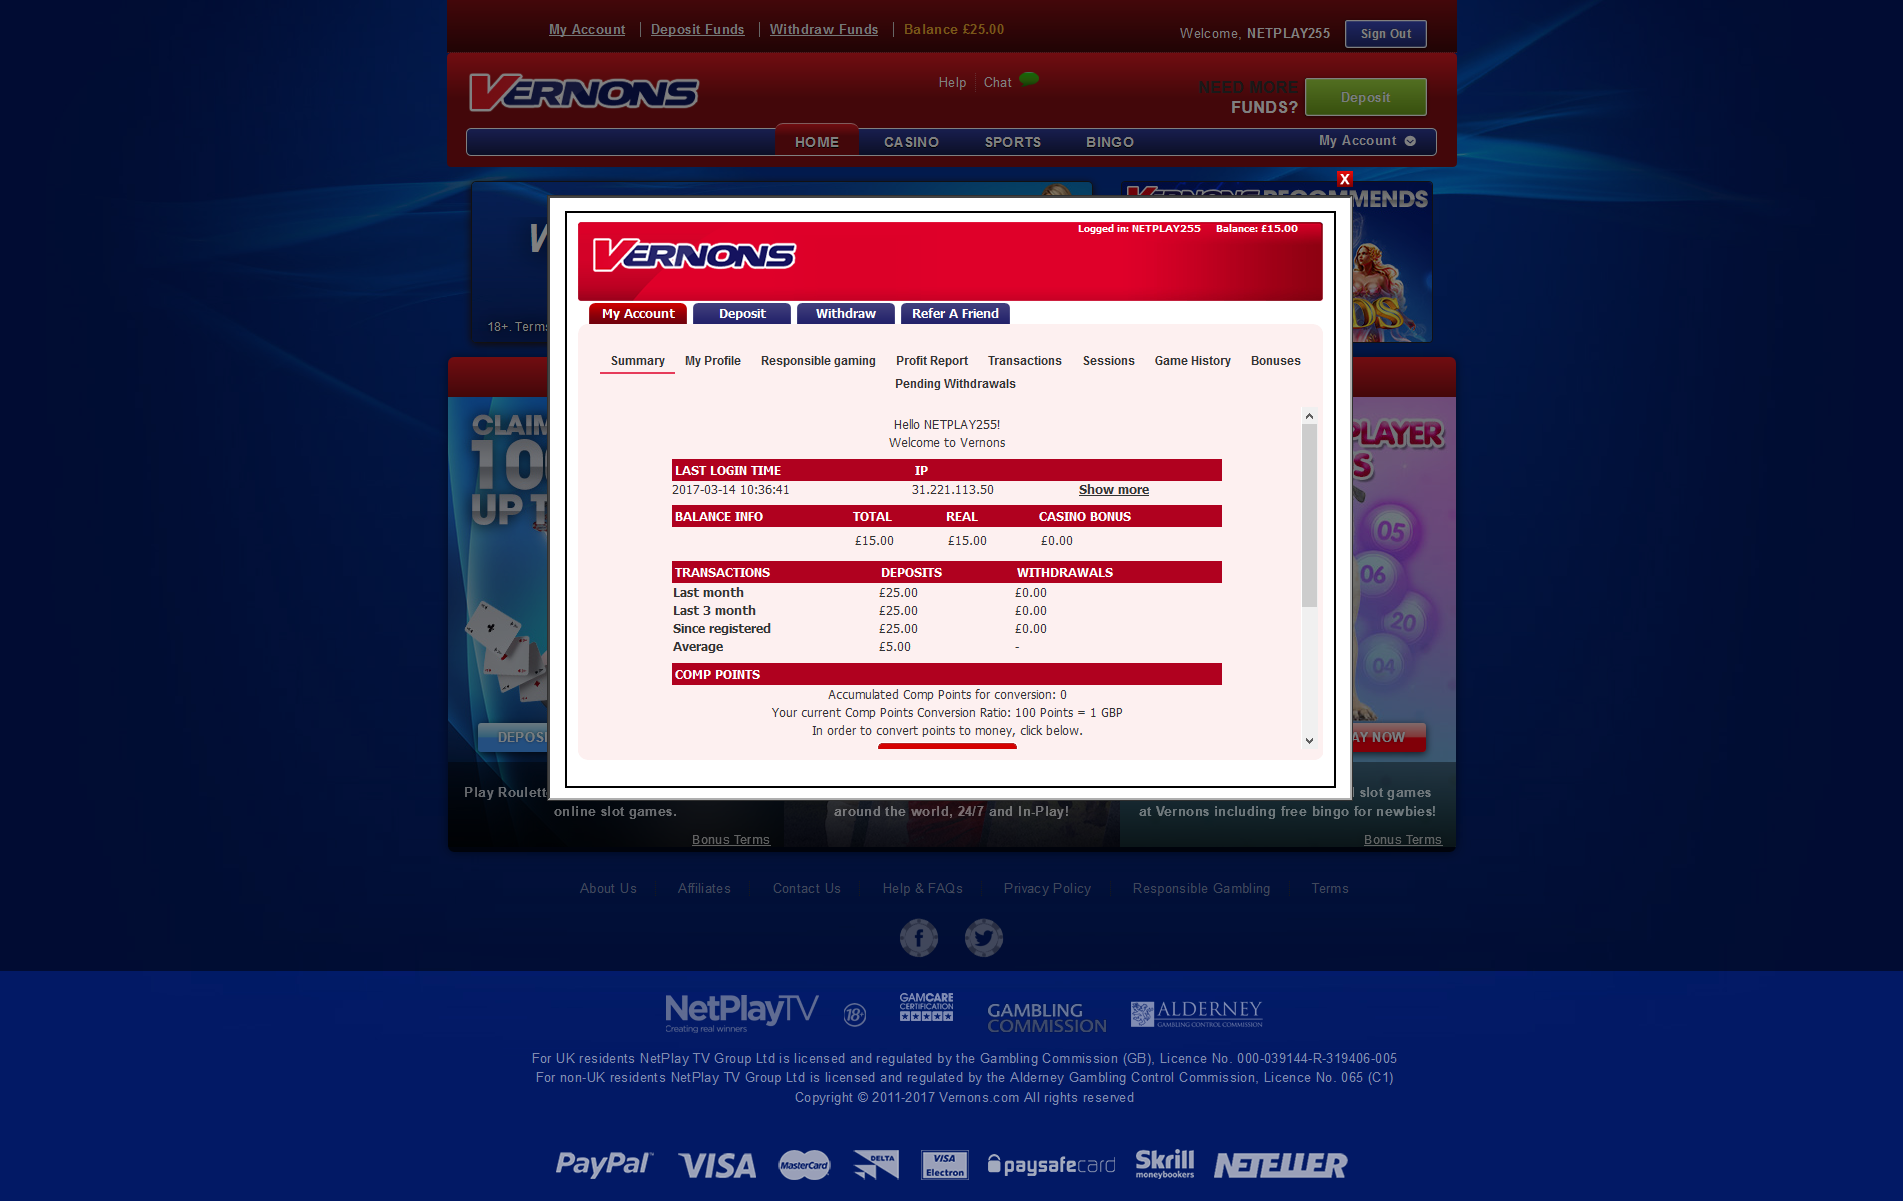 My Account Deposit Funds Withdraw Funds Balance £25.00
Welcome, NETPLAY255 Sign Out
VERNONS
Help Chat
NEED MORE
FUNDS?
Deposit
HOME CASINO SPORTS BINGO My Account
X
VERNONS RECOMMENDS
18+. Terms
Logged in: NETPLAY255 Balance: £15.00
VERNONS
My Account Deposit Withdraw Refer A Friend
Summary My Profile Responsible gaming Profit Report Transactions Sessions Game History Bonuses
Pending Withdrawals
Hello NETPLAY255!
Welcome to Vernons
LAST LOGIN TIME IP
2017-03-14 10:36:41 31.221.113.50 Show more
BALANCE INFO TOTAL REAL CASINO BONUS
£15.00 £15.00 £0.00
TRANSACTIONS DEPOSITS WITHDRAWALS
Last month £25.00 £0.00
Last 3 month £25.00 £0.00
Since registered £25.00 £0.00
Average £5.00 -
COMP POINTS
Accumulated Comp Points for conversion: 0
Your current Comp Points Conversion Ratio: 100 Points = 1 GBP
In order to convert points to money, click below.
CLAIM
100
UP T
PLAYER
S
05
06
20
04
DEPOS
AY NOW
Play Roulett
online slot games.
Bonus Terms
around the world, 24/7 and In-Play!
slot games
at Vernons including free bingo for newbies!
Bonus Terms
About Us Affiliates Contact Us Help & FAQs Privacy Policy Responsible Gambling Terms
NetPlayTV
Creating real winners
18+
GAMCARE
CERTIFICATION
GAMBLING
COMMISSION
ALDERNEY
GAMBLING CONTROL COMMISSION
For UK residents NetPlay TV Group Ltd is licensed and regulated by the Gambling Commission (GB), Licence No. 000-039144-R-319406-005
For non-UK residents NetPlay TV Group Ltd is licensed and regulated by the Alderney Gambling Control Commission, Licence No. 065 (C1)
Copyright © 2011-2017 Vernons.com All rights reserved
PayPal VISA MasterCard DELTA VISA Electron paysafecard Skrill moneybookers NETELLER